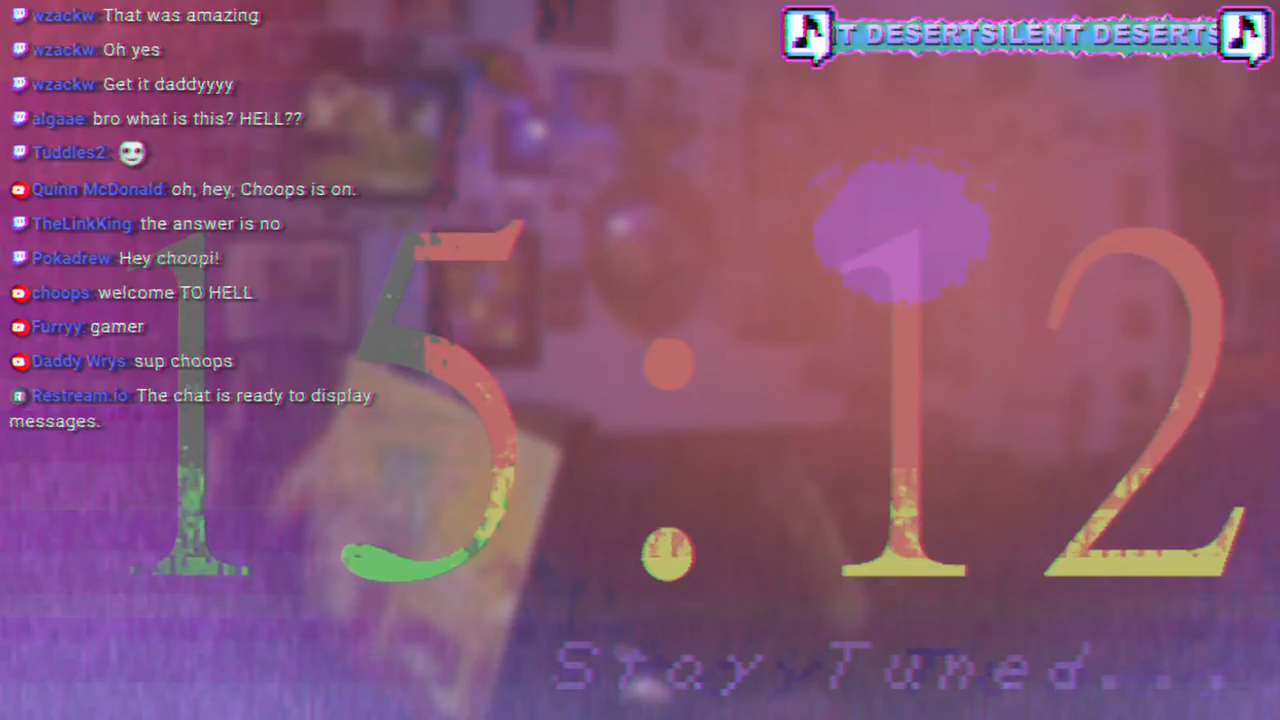 wzackw: That was amazing
wzackw: Oh yes
wzackw: Get it daddyyyy
algaae: bro what is this? HELL??
Tuddles2:
Quinn McDonald: oh, hey, Choops is on.
TheLinkKing: the answer is no
Pokadrew: Hey choopi!
choops: welcome TO HELL
Furryy: gamer
Daddy Wrys: sup choops
Restream.io: The chat is ready to display
messages.
T DESERTSILENT DESERTS
15:12
Stay Tuned...